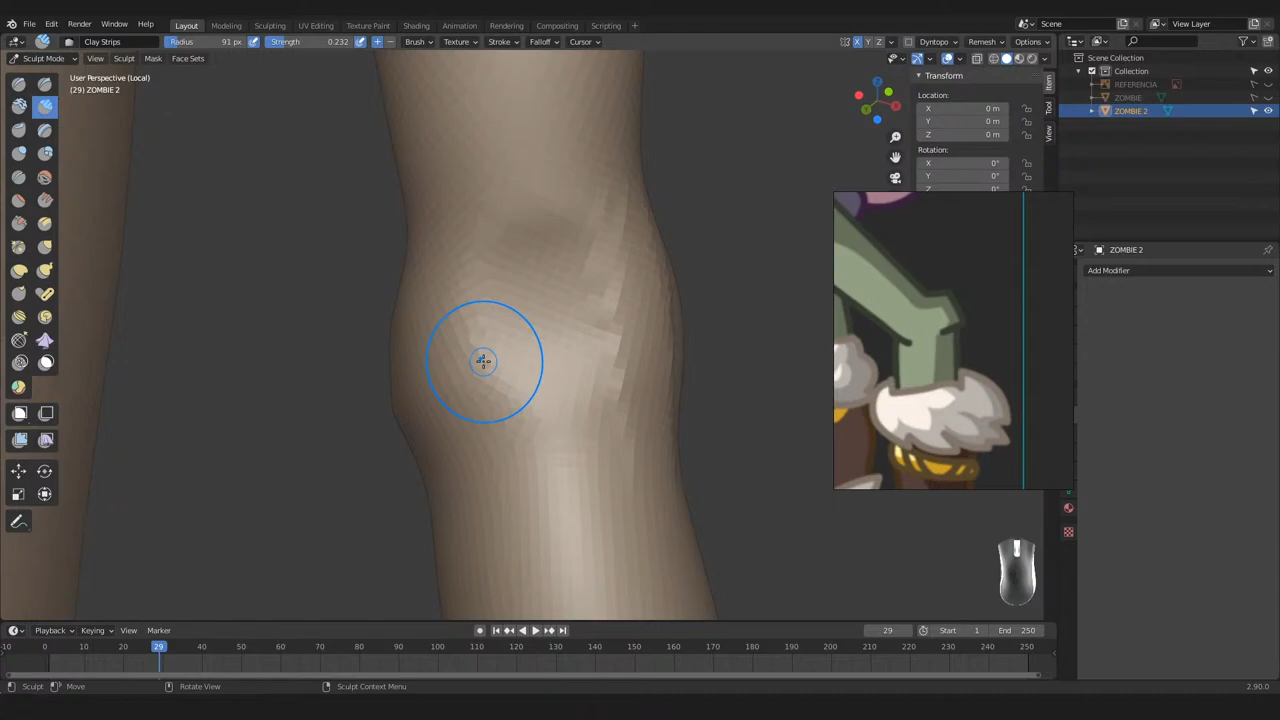 File Edit Render Window Help Layout Modeling Sculpting UV Editing Texture Paint Shading Animation Rendering Compositing Scripting + Scene View Layer
Clay Strips Radius 91 px Strength 0.232 + − Brush Texture Stroke Falloff Cursor X Y Z Dyntopo Remesh Options
Sculpt Mode View Sculpt Mask Face Sets
Scene Collection
Collection
REFERENCIA
ZOMBIE
ZOMBIE 2
User Perspective (Local)
(29) ZOMBIE 2
Transform
Location:
X 0 m
Y 0 m
Z 0 m
Rotation:
X 0°
Y 0°
Z 0°
Item
Tool
View
Z
X
ZOMBIE 2
Add Modifier
Playback Keying View Marker 29 Start 1 End 250
-10 0 10 20 29 30 40 50 60 70 80 90 100 110 120 130 140 150 160 170 180 190 200 210 220 230 240 250
Sculpt Move Rotate View Sculpt Context Menu 2.90.0